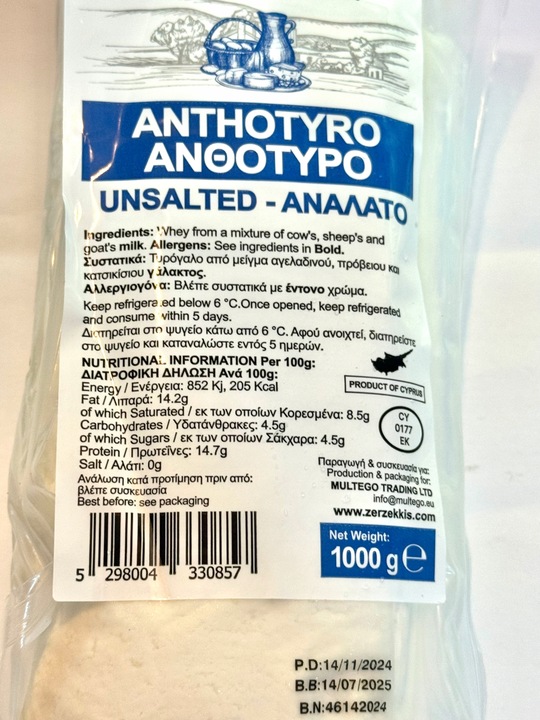 ANTHOTYRO
ΑΝΘΟΤΥΡΟ
UNSALTED - ΑΝΑΛΑΤΟ
Ingredients: Whey from a mixture of cow's, sheep's and
goat's milk. Allergens: See ingredients in Bold.
Συστατικά: Τυρόγαλο από μείγμα αγελαδινού, πρόβειου και
κατσικίσιου γάλακτος.
Αλλεργιογόνα: Βλέπε συστατικά με έντονο χρώμα.
Keep refrigerated below 6 °C.Once opened, keep refrigerated
and consume within 5 days.
Διατηρείται στο ψυγείο κάτω από 6 °C. Αφού ανοιχτεί, διατηρείστε
στο ψυγείο και καταναλώστε εντός 5 ημερών.
NUTRITIONAL INFORMATION Per 100g:
ΔΙΑΤΡΟΦΙΚΗ ΔΗΛΩΣΗ Ανά 100g:
Energy / Ενέργεια: 852 Kj, 205 Kcal
Fat / Λιπαρά: 14.2g
of which Saturated / εκ των οποίων Κορεσμένα: 8.5g
Carbohydrates / Υδατάνθρακες: 4.5g
of which Sugars / εκ των οποίων Σάκχαρα: 4.5g
Protein / Πρωτεΐνες: 14.7g
Salt / Αλάτι: 0g
Ανάλωση κατά προτίμηση πριν από:
βλέπε συσκευασία
Best before: see packaging
PRODUCT OF CYPRUS
CY
0177
EK
Παραγωγή & συσκευασία για:
Production & packaging for:
MULTEGO TRADING LTD
info@multego.eu
www.zerzekkis.com
Net Weight:
1000 g e
5 298004 330857
P.D:14/11/2024
B.B:14/07/2025
B.N:46142024